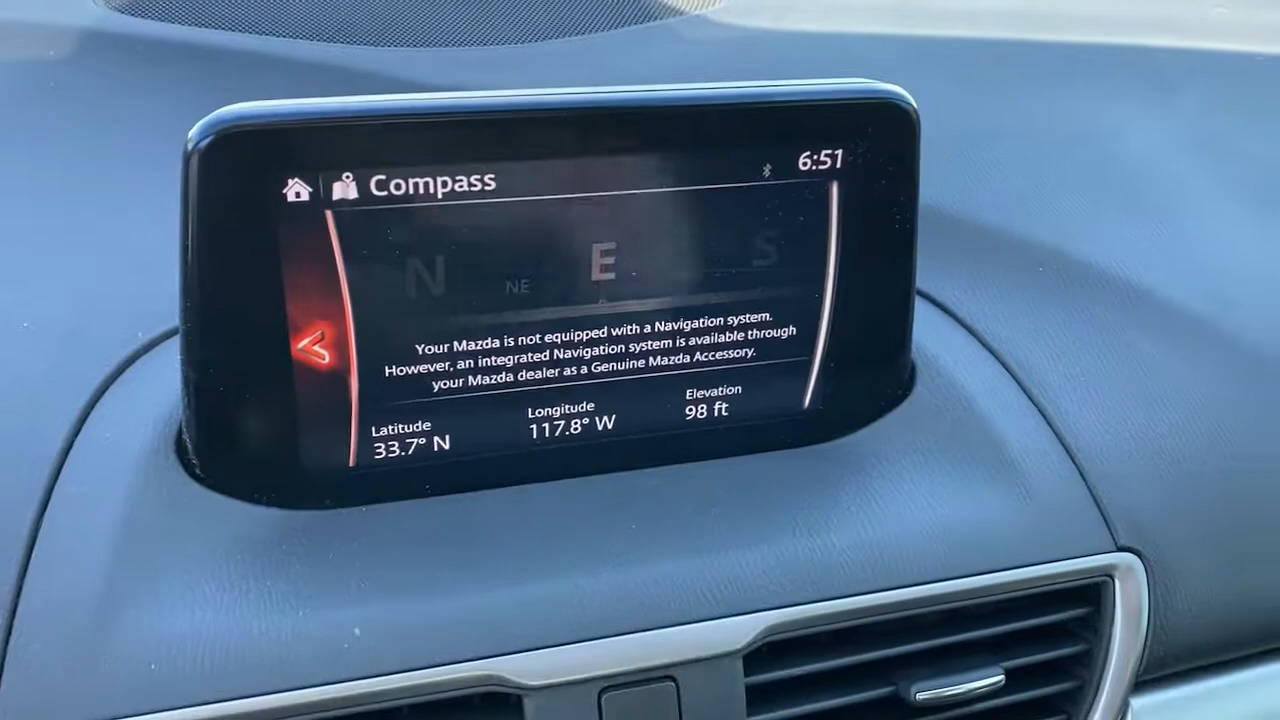 Compass
6:51
N NE E S
Your Mazda is not equipped with a Navigation system.
However, an integrated Navigation system is available through
your Mazda dealer as a Genuine Mazda Accessory.
Latitude Longitude Elevation
33.7° N 117.8° W 98 ft